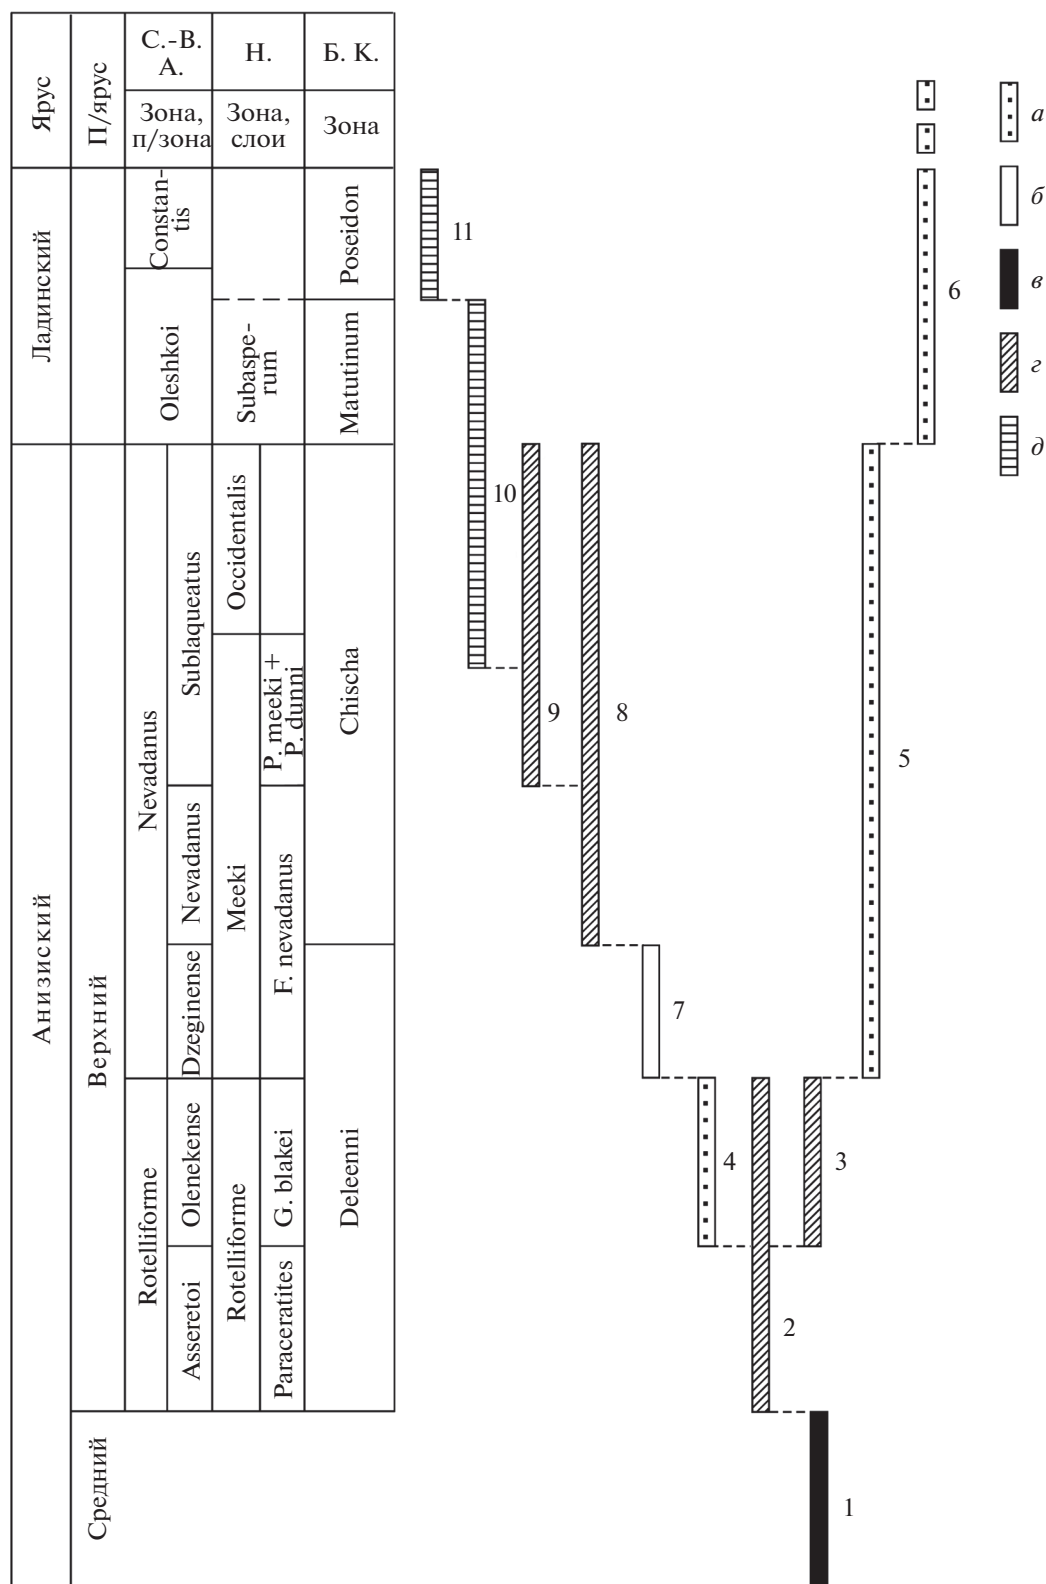 Ярус
П/ярус
С.-В.
А.
Н.
Б. К.
Зона,
п/зона
Зона,
слои
Зона
Ладинский
Constan-
tis
Poseidon
Oleshkoi
Subaspe-
rum
Matutinum
Анизиский
Верхний
Средний
Nevadanus
Sublaqueatus
Occidentalis
Chischa
P. meeki +
P. dunni
Nevadanus
Meeki
F. nevadanus
Dzeginense
Deleenni
Rotelliforme
Olenekense
Rotelliforme
G. blakei
Asseretoi
Paraceratites
11
10
9
8
7
4
2
3
1
5
6
а
б
в
г
д